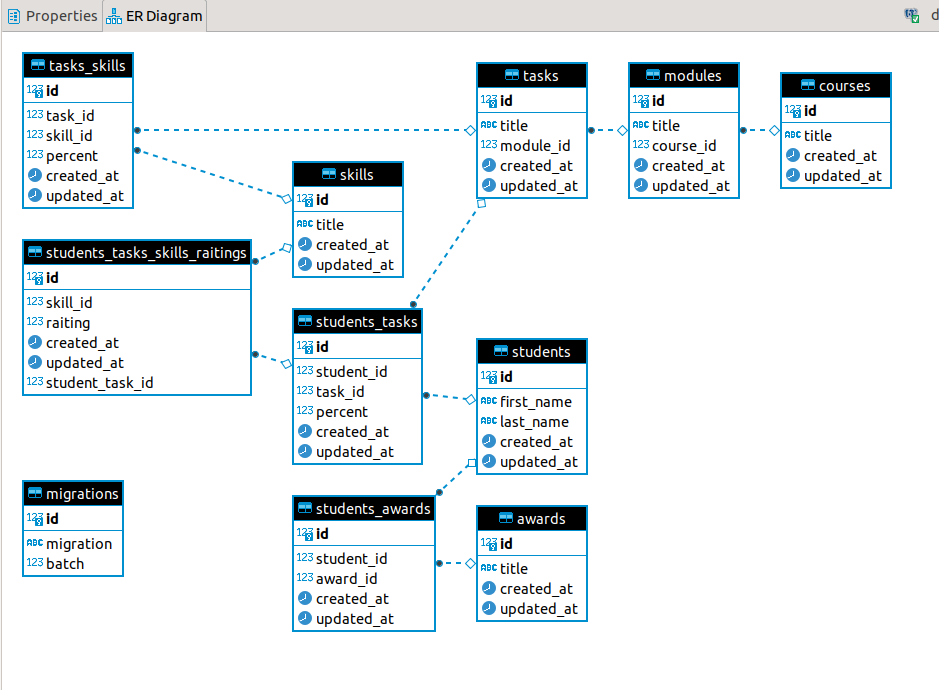 Properties
ER Diagram
d
tasks_skills
123 id
123 task_id
123 skill_id
123 percent
created_at
updated_at
skills
123 id
ABC title
created_at
updated_at
students_tasks_skills_raitings
123 id
123 skill_id
123 raiting
created_at
updated_at
123 student_task_id
migrations
123 id
ABC migration
123 batch
students_tasks
123 id
123 student_id
123 task_id
123 percent
created_at
updated_at
students_awards
123 id
123 student_id
123 award_id
created_at
updated_at
tasks
123 id
ABC title
123 module_id
created_at
updated_at
students
123 id
ABC first_name
ABC last_name
created_at
updated_at
awards
123 id
ABC title
created_at
updated_at
modules
123 id
ABC title
123 course_id
created_at
updated_at
courses
123 id
ABC title
created_at
updated_at